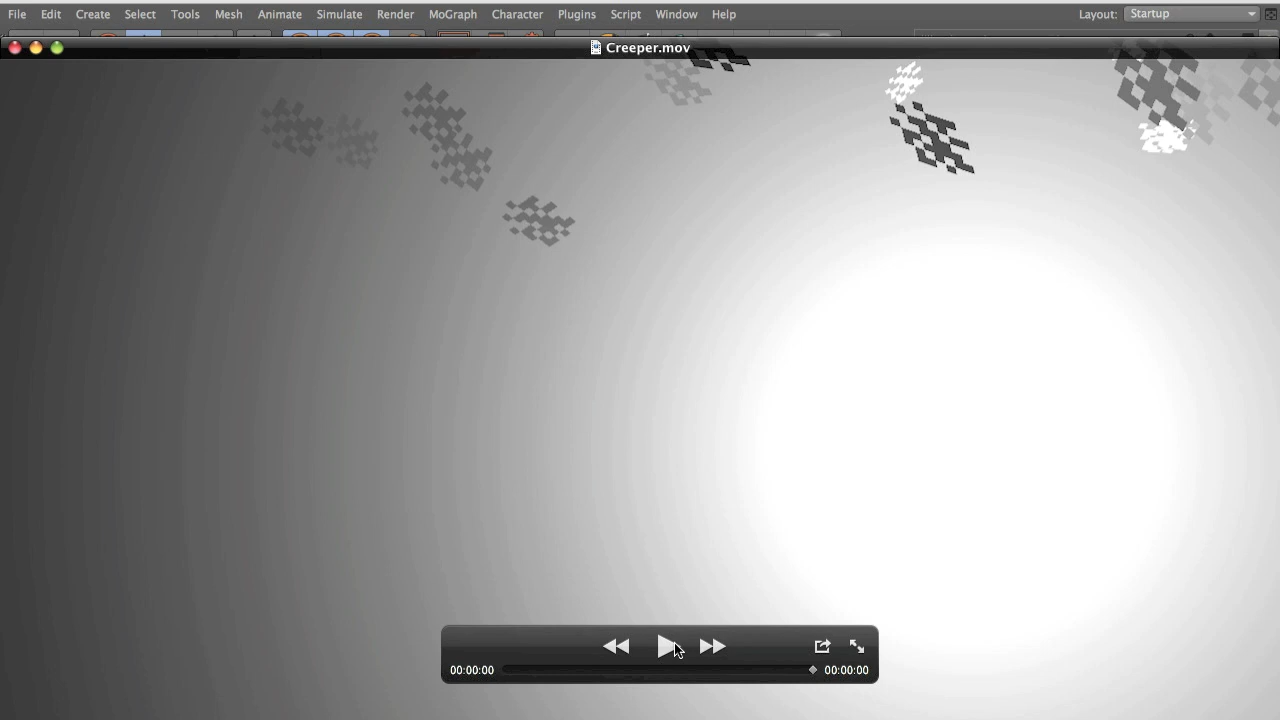 File Edit Create Select Tools Mesh Animate Simulate Render MoGraph Character Plugins Script Window Help Layout: Startup
Creeper.mov
00:00:00 00:00:00